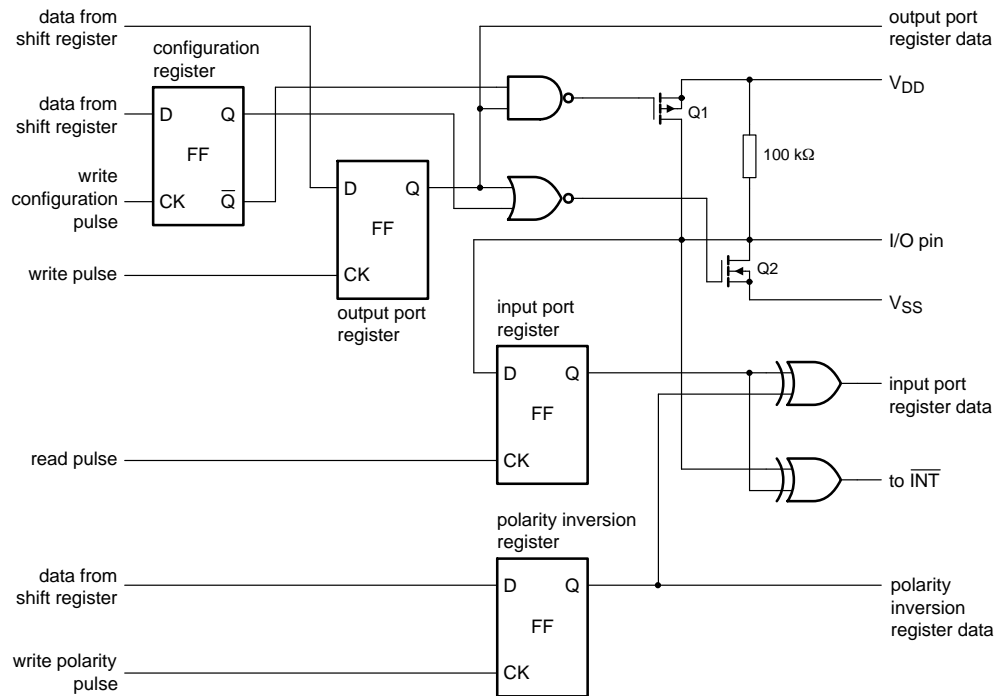 data from
shift register
output port
register data
configuration
register
V_DD
Q1
D
Q
data from
shift register
FF
100 kΩ
write
configuration
pulse
CK
Q̅
D
Q
FF
I/O pin
Q2
write pulse
CK
V_SS
output port
register
input port
register
D
Q
input port
register data
FF
read pulse
CK
to I̅N̅T̅
polarity inversion
register
data from
shift register
D
Q
polarity
inversion
register data
FF
write polarity
pulse
CK